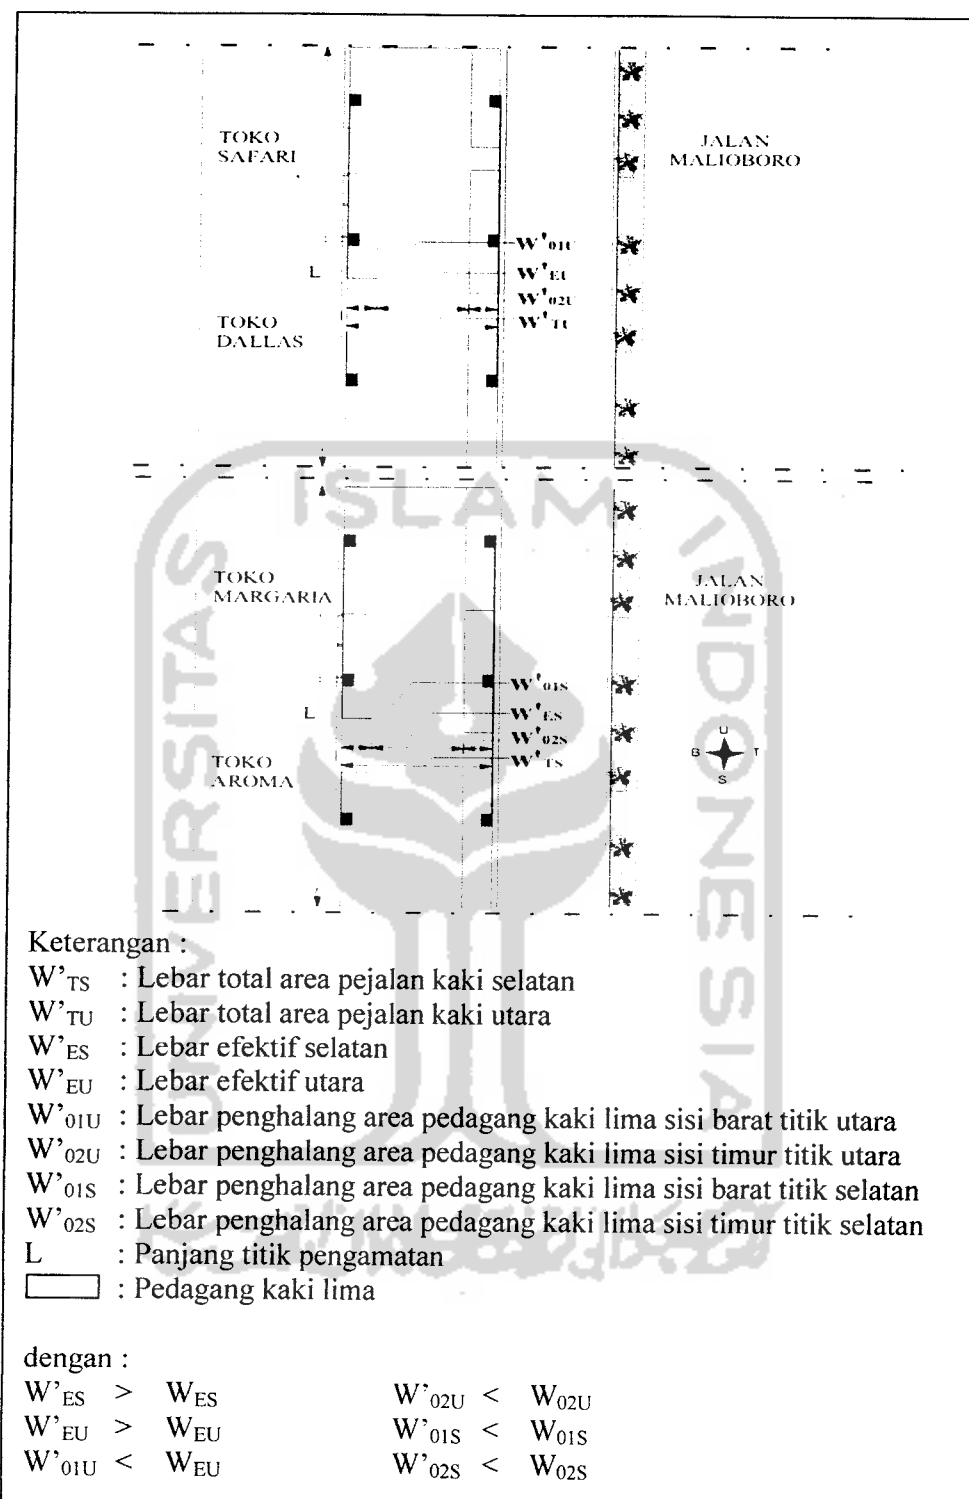 TOKO
SAFARI
JALAN
MALIOBORO
W'01U
W'EU
L
W'02U
W'TU
TOKO
DALLAS
ISLAM
UNIVERSITAS
INDONESIA
TOKO
MARGARIA
JALAN
MALIOBORO
W'01S
W'ES
L
W'02S
W'TS
TOKO
AROMA
U
B T
S
Keterangan :
W'TS : Lebar total area pejalan kaki selatan
W'TU : Lebar total area pejalan kaki utara
W'ES : Lebar efektif selatan
W'EU : Lebar efektif utara
W'01U : Lebar penghalang area pedagang kaki lima sisi barat titik utara
W'02U : Lebar penghalang area pedagang kaki lima sisi timur titik utara
W'01S : Lebar penghalang area pedagang kaki lima sisi barat titik selatan
W'02S : Lebar penghalang area pedagang kaki lima sisi timur titik selatan
L : Panjang titik pengamatan
: Pedagang kaki lima
dengan :
W'ES > WES W'02U < W02U
W'EU > WEU W'01S < W01S
W'01U < WEU W'02S < W02S